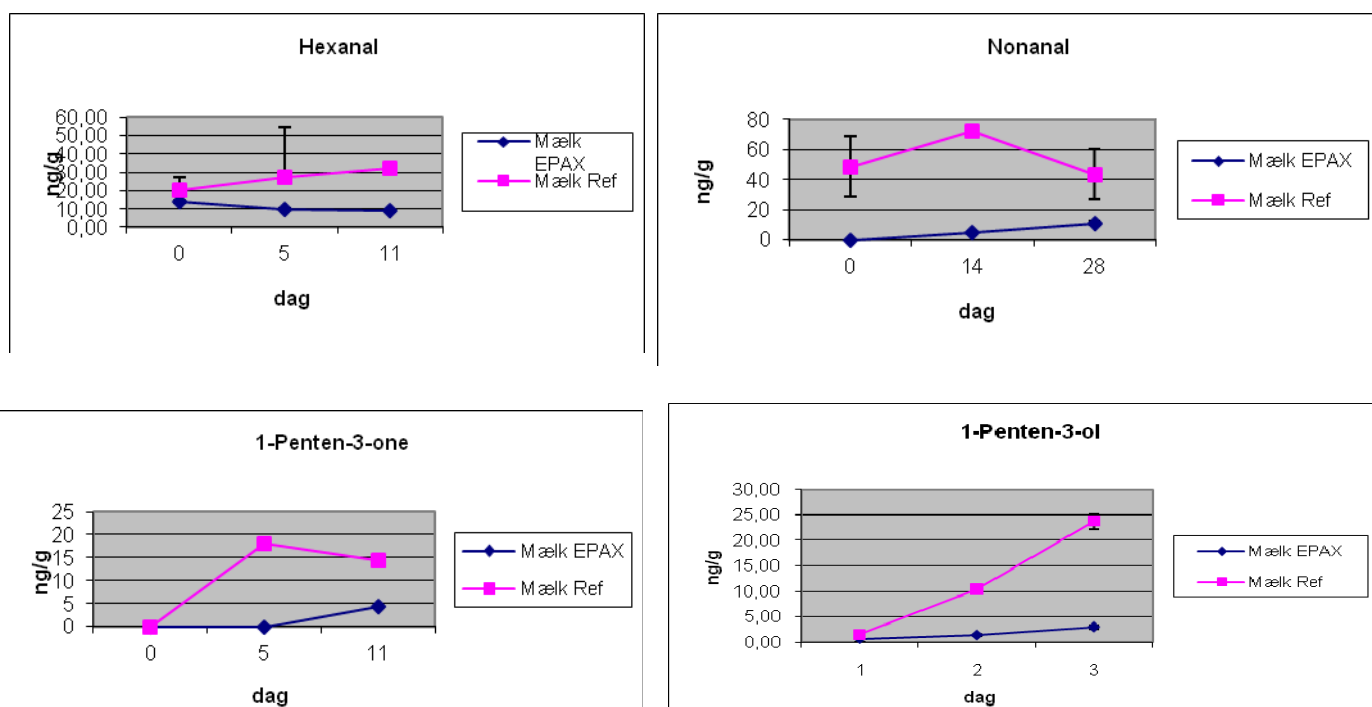 Hexanal
60,00
50,00
40,00
30,00
20,00
10,00
0,00
ng/g
0 5 11
dag
Mælk
EPAX
Mælk Ref
Nonanal
80
60
40
20
0
ng/g
0 14 28
dag
Mælk EPAX
Mælk Ref
1-Penten-3-one
25
20
15
10
5
0
ng/g
0 5 11
dag
Mælk EPAX
Mælk Ref
1-Penten-3-ol
30,00
25,00
20,00
15,00
10,00
5,00
0,00
ng/g
1 2 3
dag
Mælk EPAX
Mælk Ref